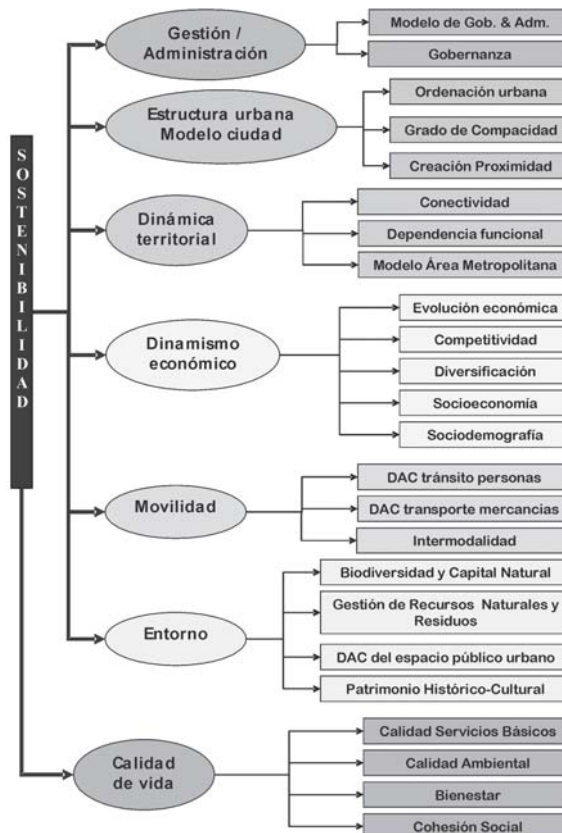 SOSTENIBILIDAD
Gestión /
Administración
Modelo de Gob. & Adm.
Gobernanza
Estructura urbana
Modelo ciudad
Ordenación urbana
Grado de Compacidad
Creación Proximidad
Dinámica
territorial
Conectividad
Dependencia funcional
Modelo Área Metropolitana
Dinamismo
económico
Evolución económica
Competitividad
Diversificación
Socioeconomía
Sociodemografía
Movilidad
DAC tránsito personas
DAC transporte mercancias
Intermodalidad
Entorno
Biodiversidad y Capital Natural
Gestión de Recursos Naturales y
Residuos
DAC del espacio público urbano
Patrimonio Histórico-Cultural
Calidad
de vida
Calidad Servicios Básicos
Calidad Ambiental
Bienestar
Cohesión Social